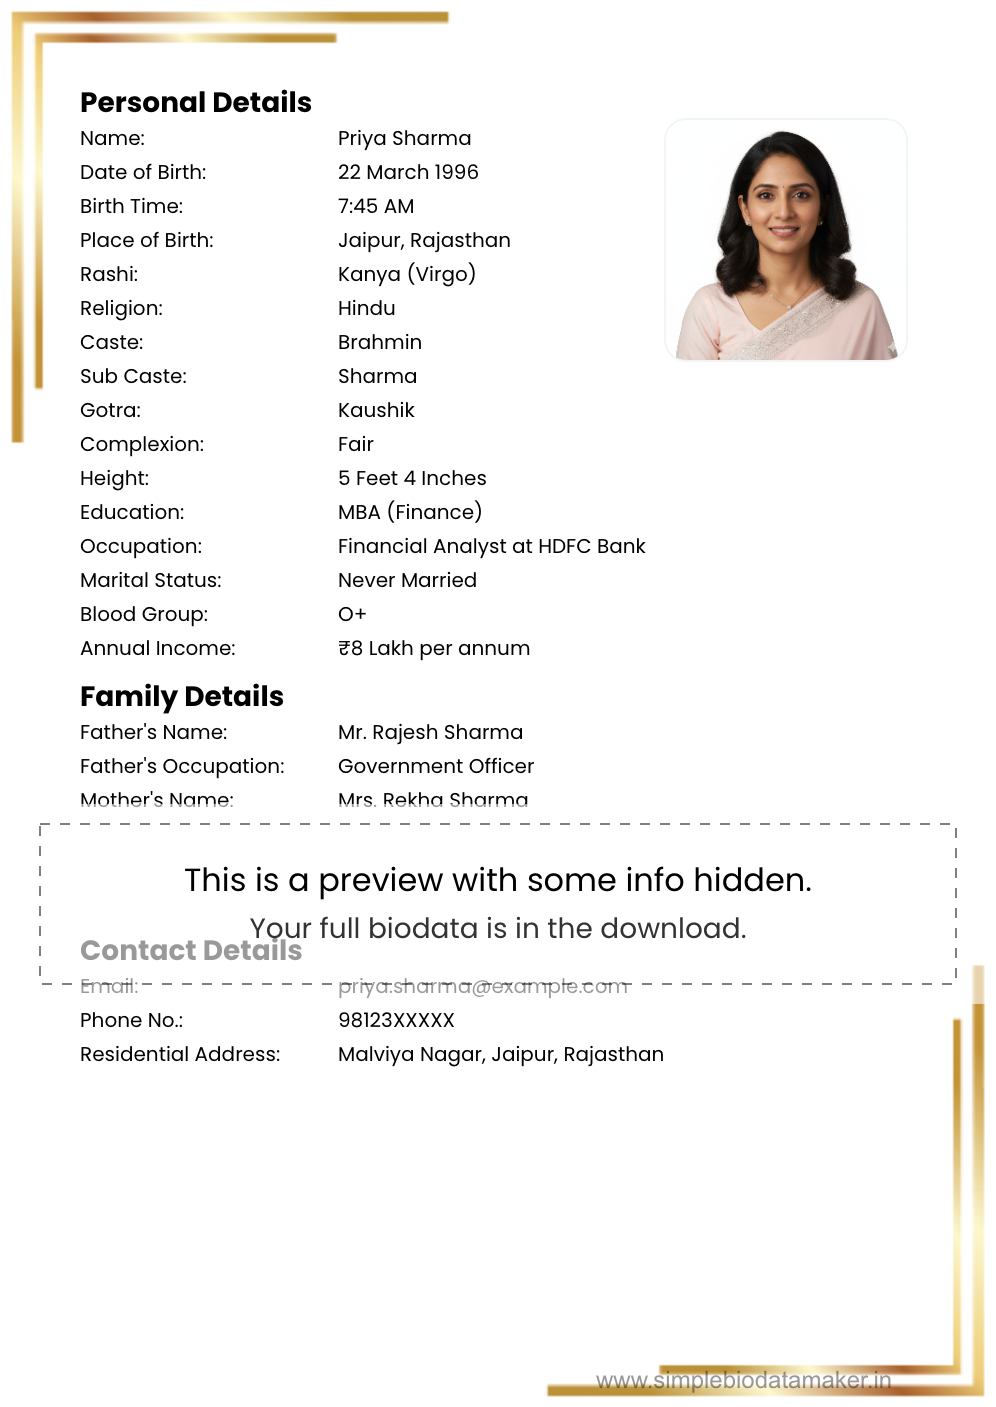 Personal Details
Name: Priya Sharma
Date of Birth: 22 March 1996
Birth Time: 7:45 AM
Place of Birth: Jaipur, Rajasthan
Rashi: Kanya (Virgo)
Religion: Hindu
Caste: Brahmin
Sub Caste: Sharma
Gotra: Kaushik
Complexion: Fair
Height: 5 Feet 4 Inches
Education: MBA (Finance)
Occupation: Financial Analyst at HDFC Bank
Marital Status: Never Married
Blood Group: O+
Annual Income: ₹8 Lakh per annum
Family Details
Father's Name: Mr. Rajesh Sharma
Father's Occupation: Government Officer
Mother's Name: Mrs. Rekha Sharma
This is a preview with some info hidden.
Your full biodata is in the download.
Contact Details
Email: priya.sharma@example.com
Phone No.: 98123XXXXX
Residential Address: Malviya Nagar, Jaipur, Rajasthan
www.simplebiodatamaker.in